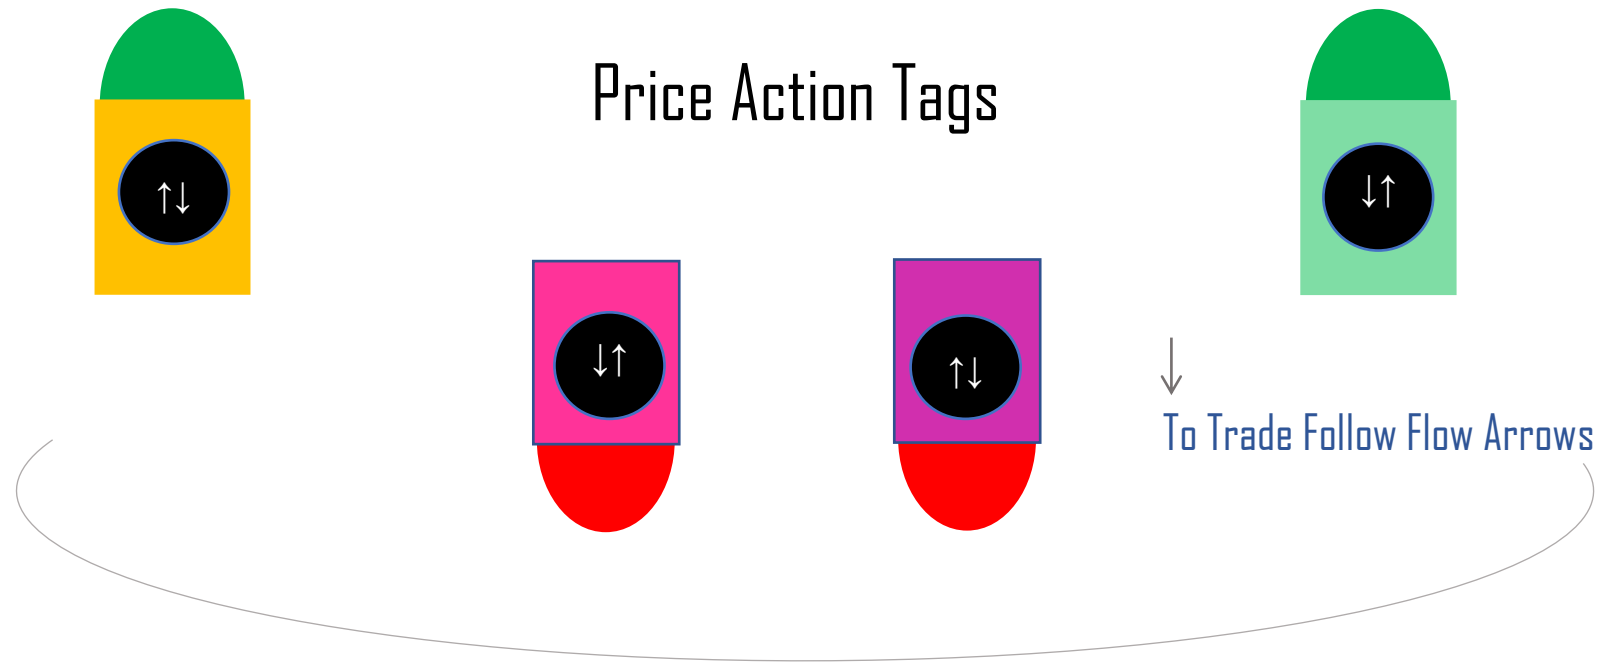 Price Action Tags
↑↓
↓↑
↓↑
↑↓
To Trade Follow Flow Arrows